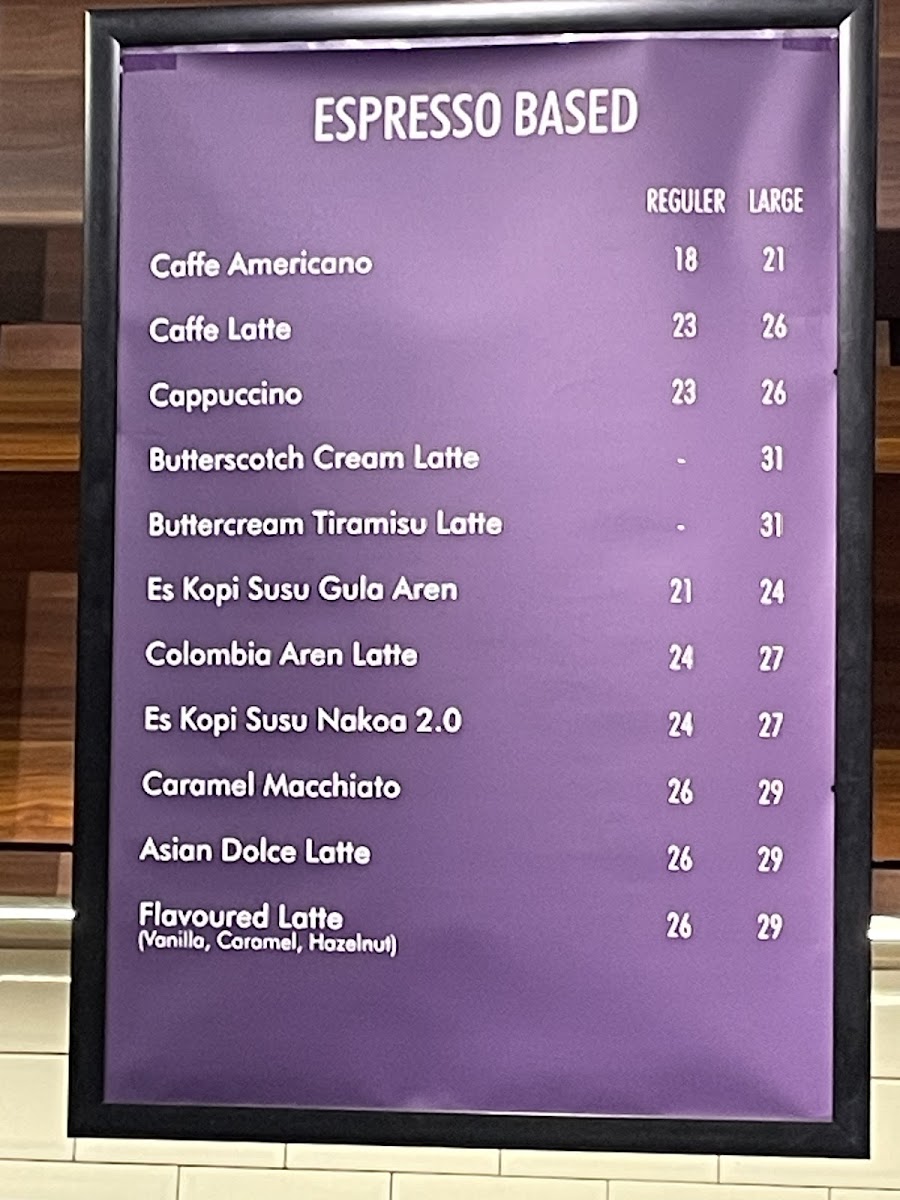 ESPRESSO BASED
REGULER LARGE
Caffe Americano 18 21
Caffe Latte 23 26
Cappuccino 23 26
Butterscotch Cream Latte - 31
Buttercream Tiramisu Latte - 31
Es Kopi Susu Gula Aren 21 24
Colombia Aren Latte 24 27
Es Kopi Susu Nakoa 2.0 24 27
Caramel Macchiato 26 29
Asian Dolce Latte 26 29
Flavoured Latte 26 29
(Vanilla, Caramel, Hazelnut)